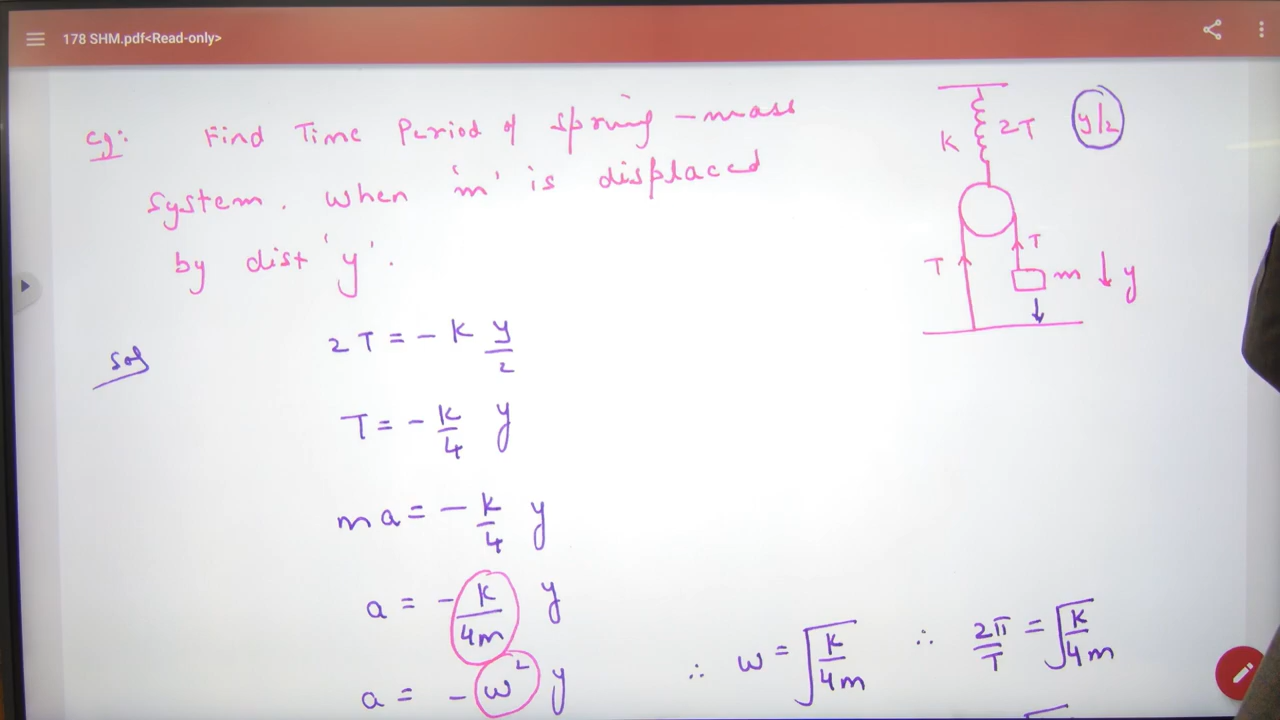 178 SHM.pdf<Read-only>
eg: Find Time Period of Spring-mass
system. when 'm' is displaced
by dist 'y'.
K 2T y/2
T T m ↓ y
Sol
2T = - K y/2
T = - K/4 y
ma = - K/4 y
a = - K/4m y
a = - ω² y
∴ ω = √K/4m ∴ 2π/T = √K/4m